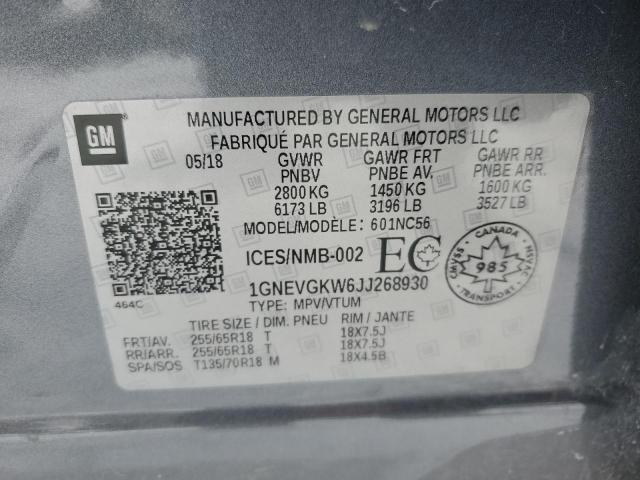 GM
MANUFACTURED BY GENERAL MOTORS LLC
FABRIQUÉ PAR GENERAL MOTORS LLC
05/18 GVWR GAWR FRT GAWR RR
PNBV PNBE AV. PNBE ARR.
2800 KG 1450 KG 1600 KG
6173 LB 3196 LB 3527 LB
MODEL/MODÈLE: 601NC56
ICES/NMB-002 EC
CANADA
CMVSS 985 NSVAC
TRANSPORT
464C
1GNEVGKW6JJ268930
TYPE: MPV/VTUM
TIRE SIZE / DIM. PNEU RIM / JANTE
FRT/AV. 255/65R18 T 18X7.5J
RR/ARR. 255/65R18 T 18X7.5J
SPA/SOS T135/70R18 M 18X4.5B